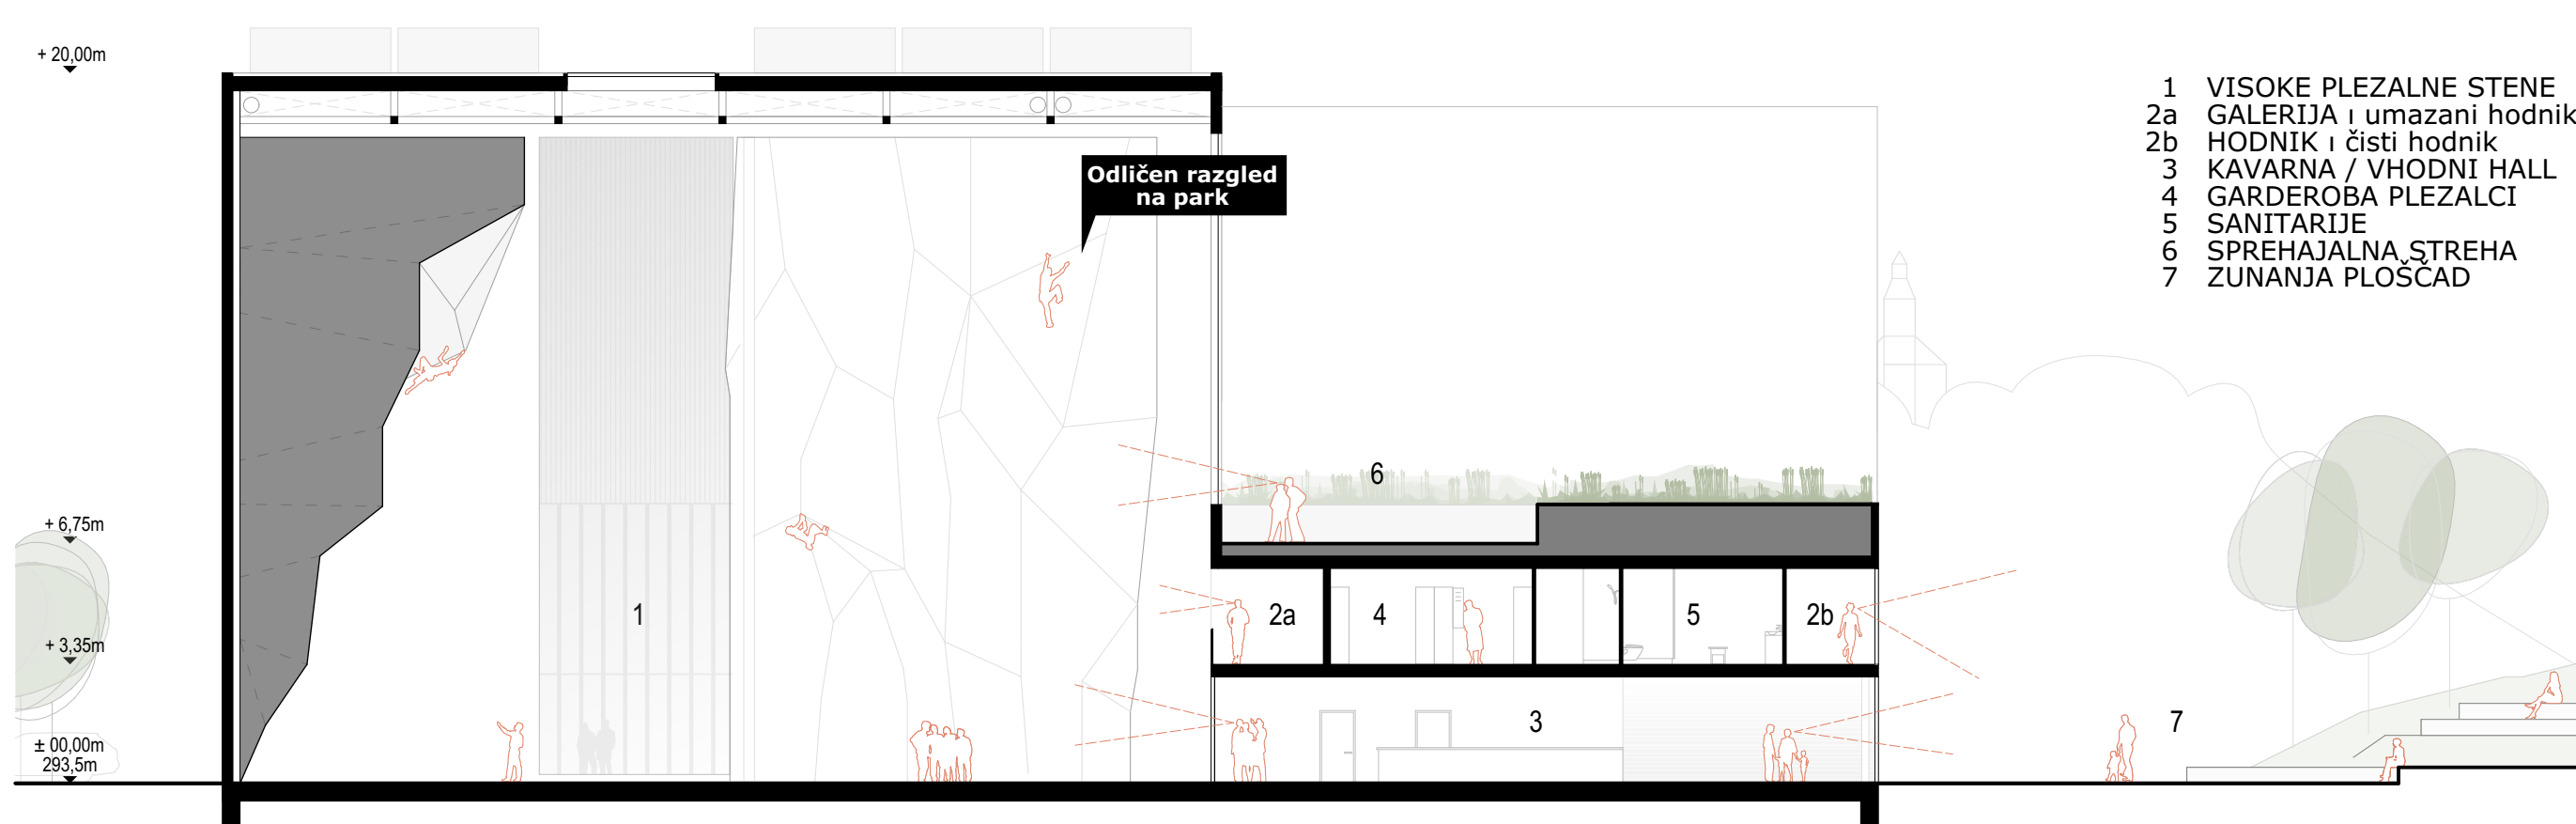 + 20,00m
1 VISOKE PLEZALNE STENE
2a GALERIJA ı umazani hodnik
2b HODNIK ı čisti hodnik
3 KAVARNA / VHODNI HALL
4 GARDEROBA PLEZALCI
5 SANITARIJE
6 SPREHAJALNA STREHA
7 ZUNANJA PLOŠČAD
Odličen razgled
na park
6
+ 6,75m
1
2a
4
5
2b
+ 3,35m
3
7
± 00,00m
293,5m